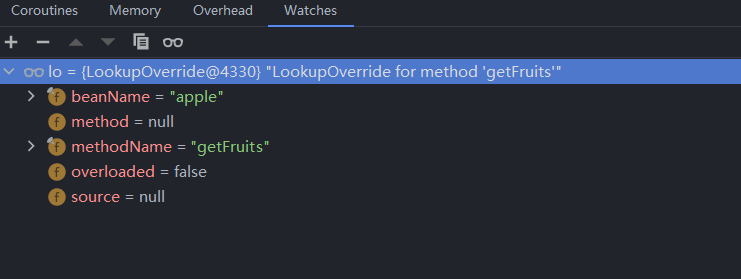 Coroutines Memory Overhead Watches
lo = {LookupOverride@4330} "LookupOverride for method 'getFruits'"
f beanName = "apple"
f method = null
f methodName = "getFruits"
f overloaded = false
f source = null